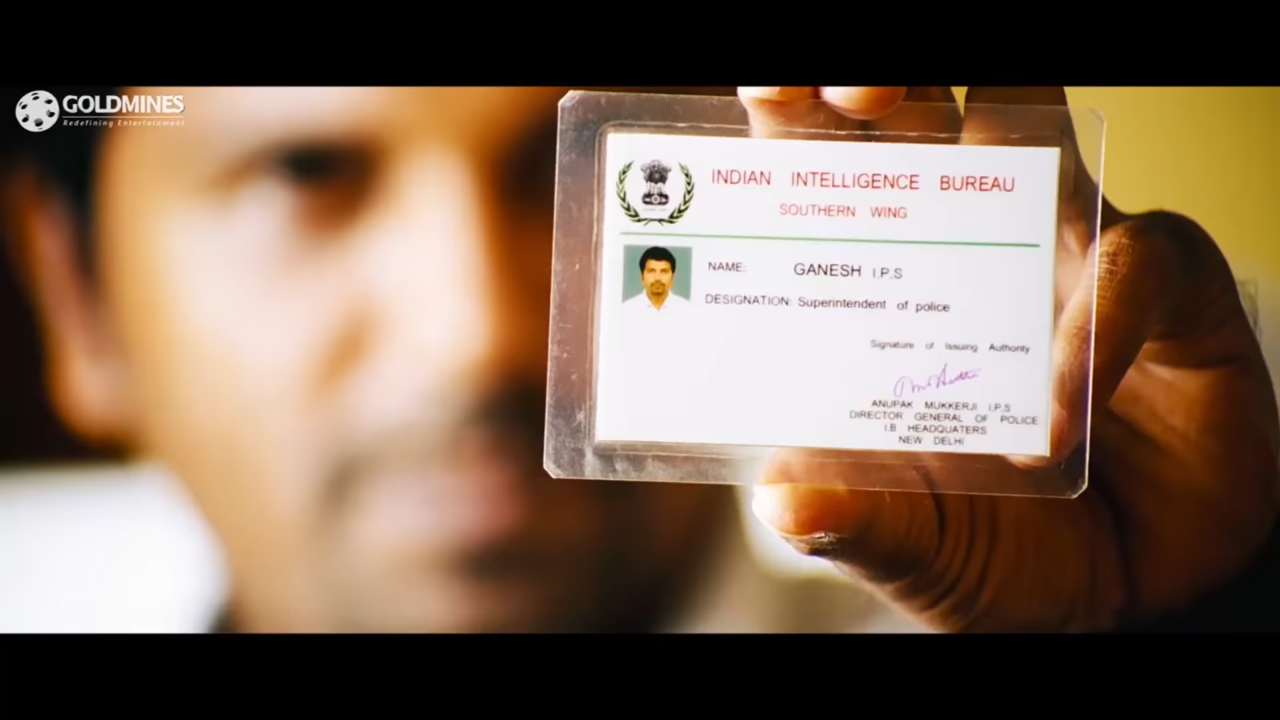 GOLDMINES
Redefining Entertainment
INDIAN INTELLIGENCE BUREAU
SOUTHERN WING
NAME: GANESH I.P.S
DESIGNATION: Superintendent of police
Signature of Issuing Authority
ANUPAK MUKKERJI I.P.S
DIRECTOR GENERAL OF POLICE
I.B HEADQUATERS
NEW DELHI